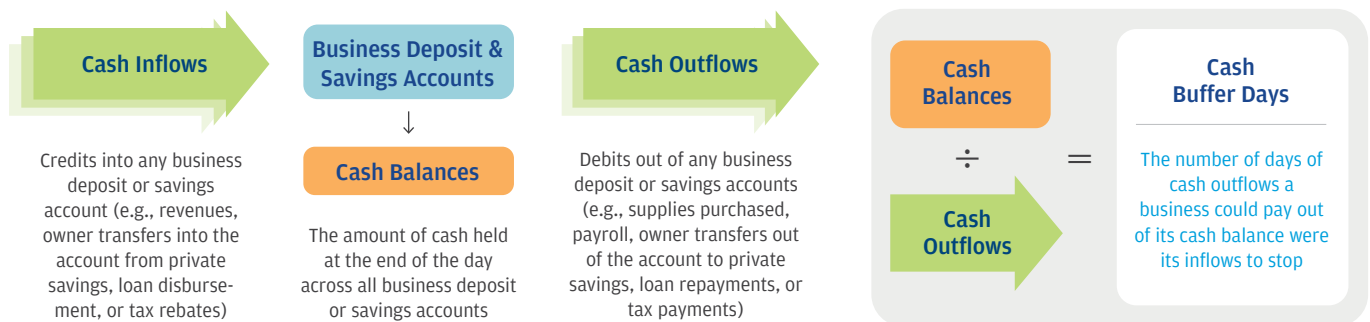 Cash Inflows
Credits into any business
deposit or savings
account (e.g., revenues,
owner transfers into the
account from private
savings, loan disburse-
ment, or tax rebates)
Business Deposit &
Savings Accounts
↓
Cash Balances
The amount of cash held
at the end of the day
across all business deposit
or savings accounts
Cash Outflows
Debits out of any business
deposit or savings accounts
(e.g., supplies purchased,
payroll, owner transfers out
of the account to private
savings, loan repayments, or
tax payments)
Cash
Balances
÷
Cash
Outflows
=
Cash
Buffer Days
The number of days of
cash outflows a
business could pay out
of its cash balance were
its inflows to stop